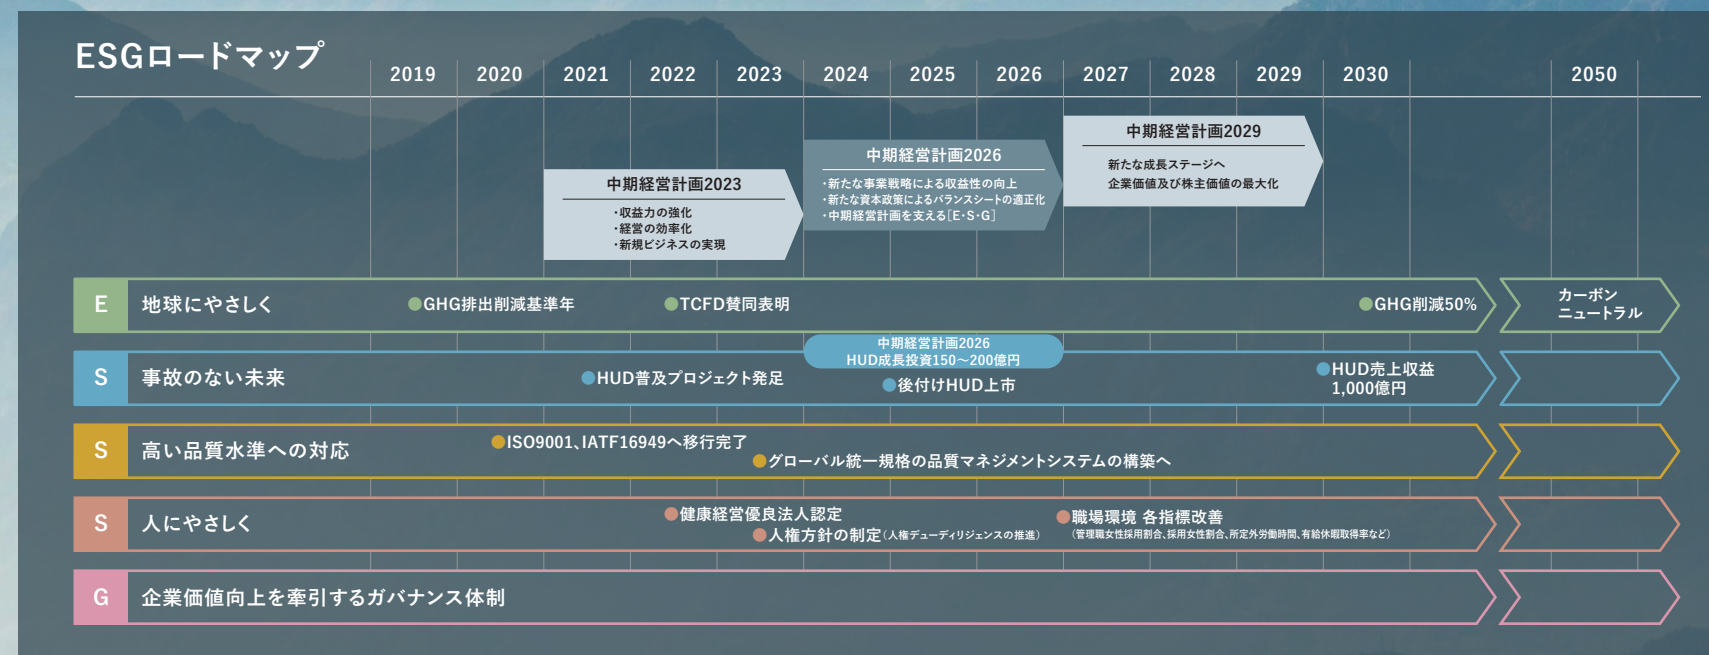 ESGロードマップ
2019 2020 2021 2022 2023 2024 2025 2026 2027 2028 2029 2030 2050
中期経営計画2023
・収益力の強化
・経営の効率化
・新規ビジネスの実現
中期経営計画2026
・新たな事業戦略による収益性の向上
・新たな資本政策によるバランスシートの適正化
・中期経営計画を支える[E・S・G]
中期経営計画2029
新たな成長ステージへ
企業価値及び株主価値の最大化
E 地球にやさしく
GHG排出削減基準年
TCFD賛同表明
GHG削減50%
カーボン
ニュートラル
S 事故のない未来
HUD普及プロジェクト発足
中期経営計画2026
HUD成長投資150～200億円
後付けHUD上市
HUD売上収益
1,000億円
S 高い品質水準への対応
ISO9001、IATF16949へ移行完了
グローバル統一規格の品質マネジメントシステムの構築へ
S 人にやさしく
健康経営優良法人認定
人権方針の制定(人権デューディリジェンスの推進)
職場環境 各指標改善
(管理職女性採用割合、採用女性割合、所定外労働時間、有給休暇取得率など)
G 企業価値向上を牽引するガバナンス体制